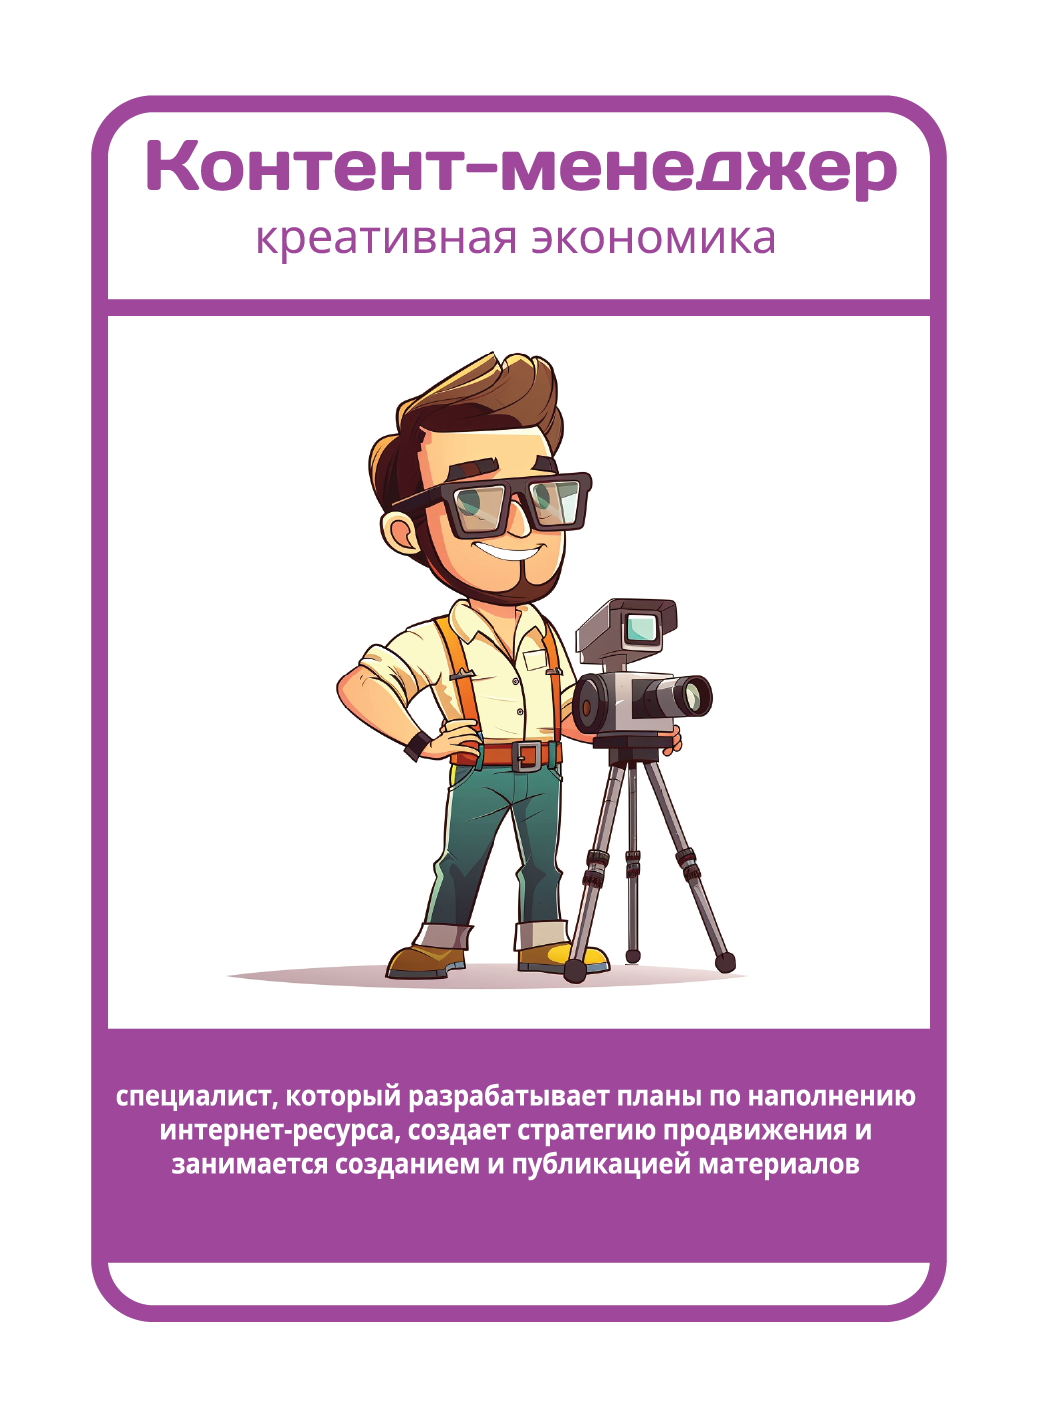 Контент-менеджер
креативная экономика
специалист, который разрабатывает планы по наполнению
интернет-ресурса, создает стратегию продвижения и
занимается созданием и публикацией материалов